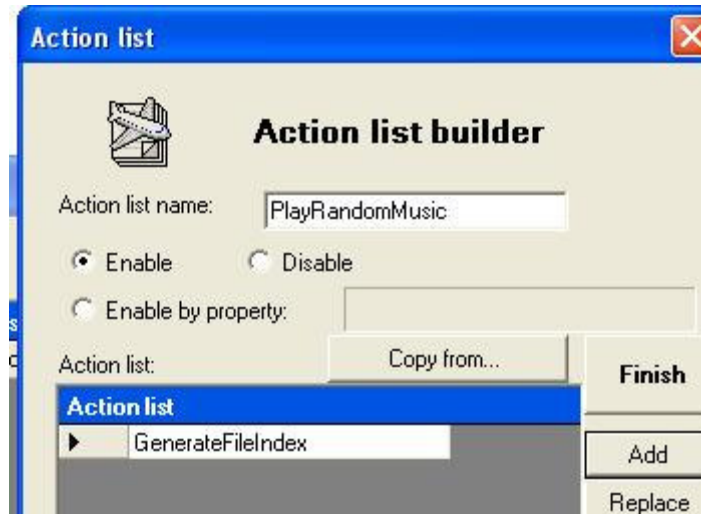 Action list
Action list builder
Action list name: PlayRandomMusic
Enable Disable
Enable by property:
Action list: Copy from... Finish
Action list
GenerateFileIndex
Add
Replace